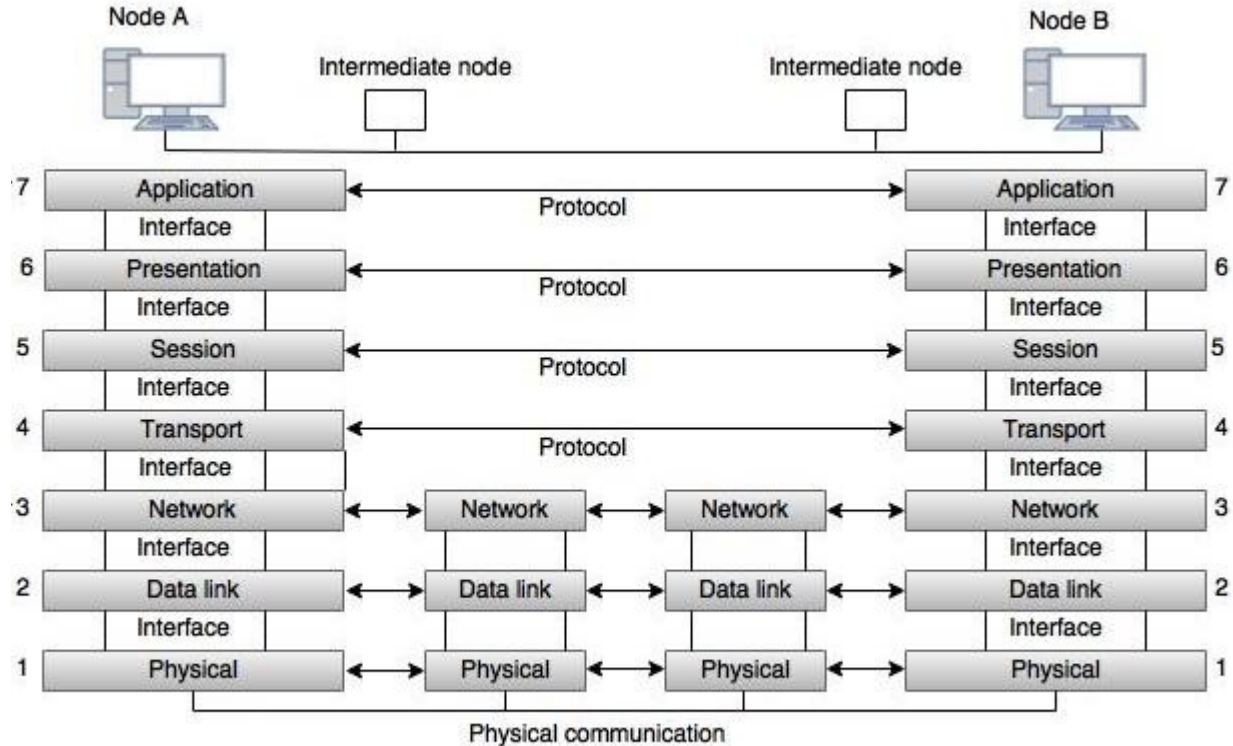 Node A
Node B
Intermediate node
Intermediate node
7 Application Application 7
Protocol
Interface Interface
6 Presentation Presentation 6
Protocol
Interface Interface
5 Session Session 5
Protocol
Interface Interface
4 Transport Transport 4
Protocol
Interface Interface
3 Network Network Network Network 3
Interface Interface
2 Data link Data link Data link Data link 2
Interface Interface
1 Physical Physical Physical Physical 1
Physical communication